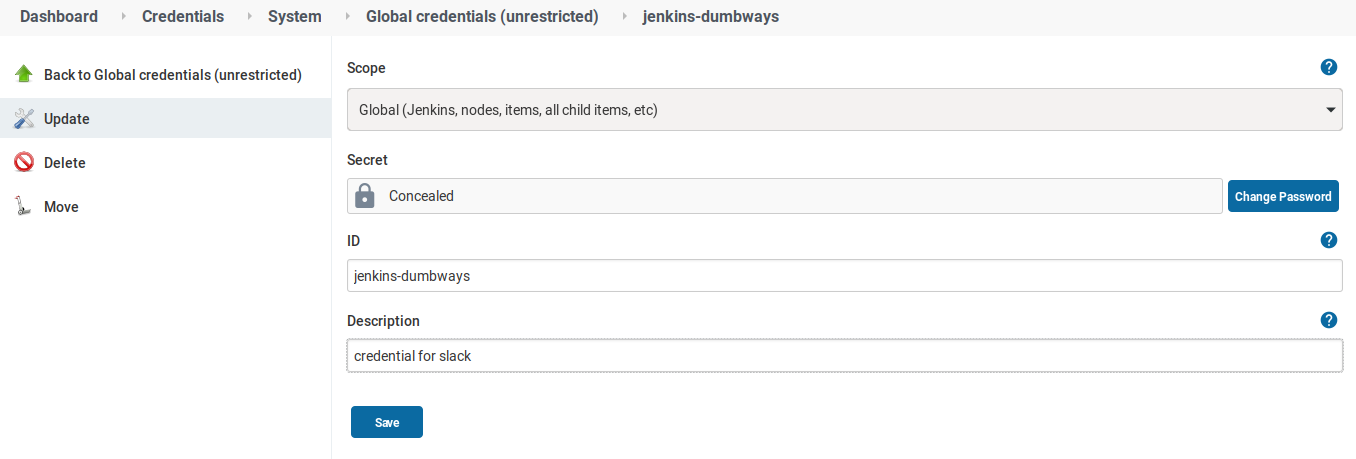 Dashboard Credentials System Global credentials (unrestricted) jenkins-dumbways
Back to Global credentials (unrestricted)
Update
Delete
Move
Scope ?
Global (Jenkins, nodes, items, all child items, etc)
Secret
Concealed Change Password
ID ?
jenkins-dumbways
Description ?
credential for slack
Save